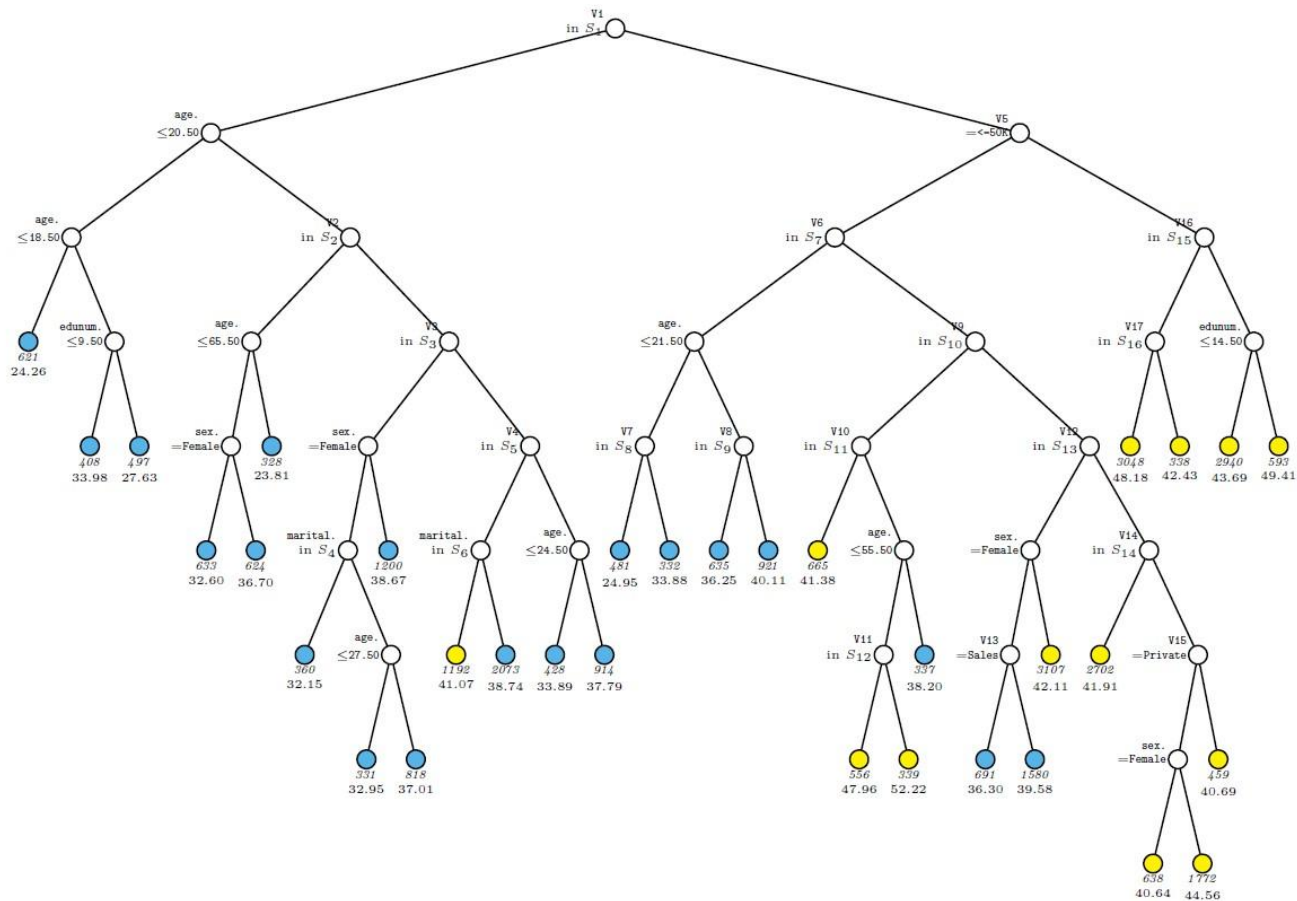 V1
in S1
age.
≤20.50
V5
=<=50K
age.
≤18.50
V2
in S2
V6
in S7
V16
in S15
621
24.26
edunum.
≤9.50
age.
≤65.50
V3
in S3
age.
≤21.50
V9
in S10
V17
in S16
edunum.
≤14.50
408
33.98
497
27.63
sex.
=Female
328
23.81
sex.
=Female
V4
in S5
V7
in S8
V8
in S9
V10
in S11
V12
in S13
3048
48.18
338
42.43
2940
43.69
593
49.41
633
32.60
624
36.70
marital.
in S4
1200
38.67
marital.
in S6
age.
≤24.50
481
24.95
332
33.88
635
36.25
921
40.11
665
41.38
age.
≤55.50
sex.
=Female
V14
in S14
360
32.15
age.
≤27.50
1192
41.07
2073
38.74
428
33.89
914
37.79
V11
in S12
337
38.20
V13
=Sales
3107
42.11
2702
41.91
V15
=Private
331
32.95
818
37.01
556
47.96
339
52.22
691
36.30
1580
39.58
sex.
=Female
459
40.69
638
40.64
1772
44.56